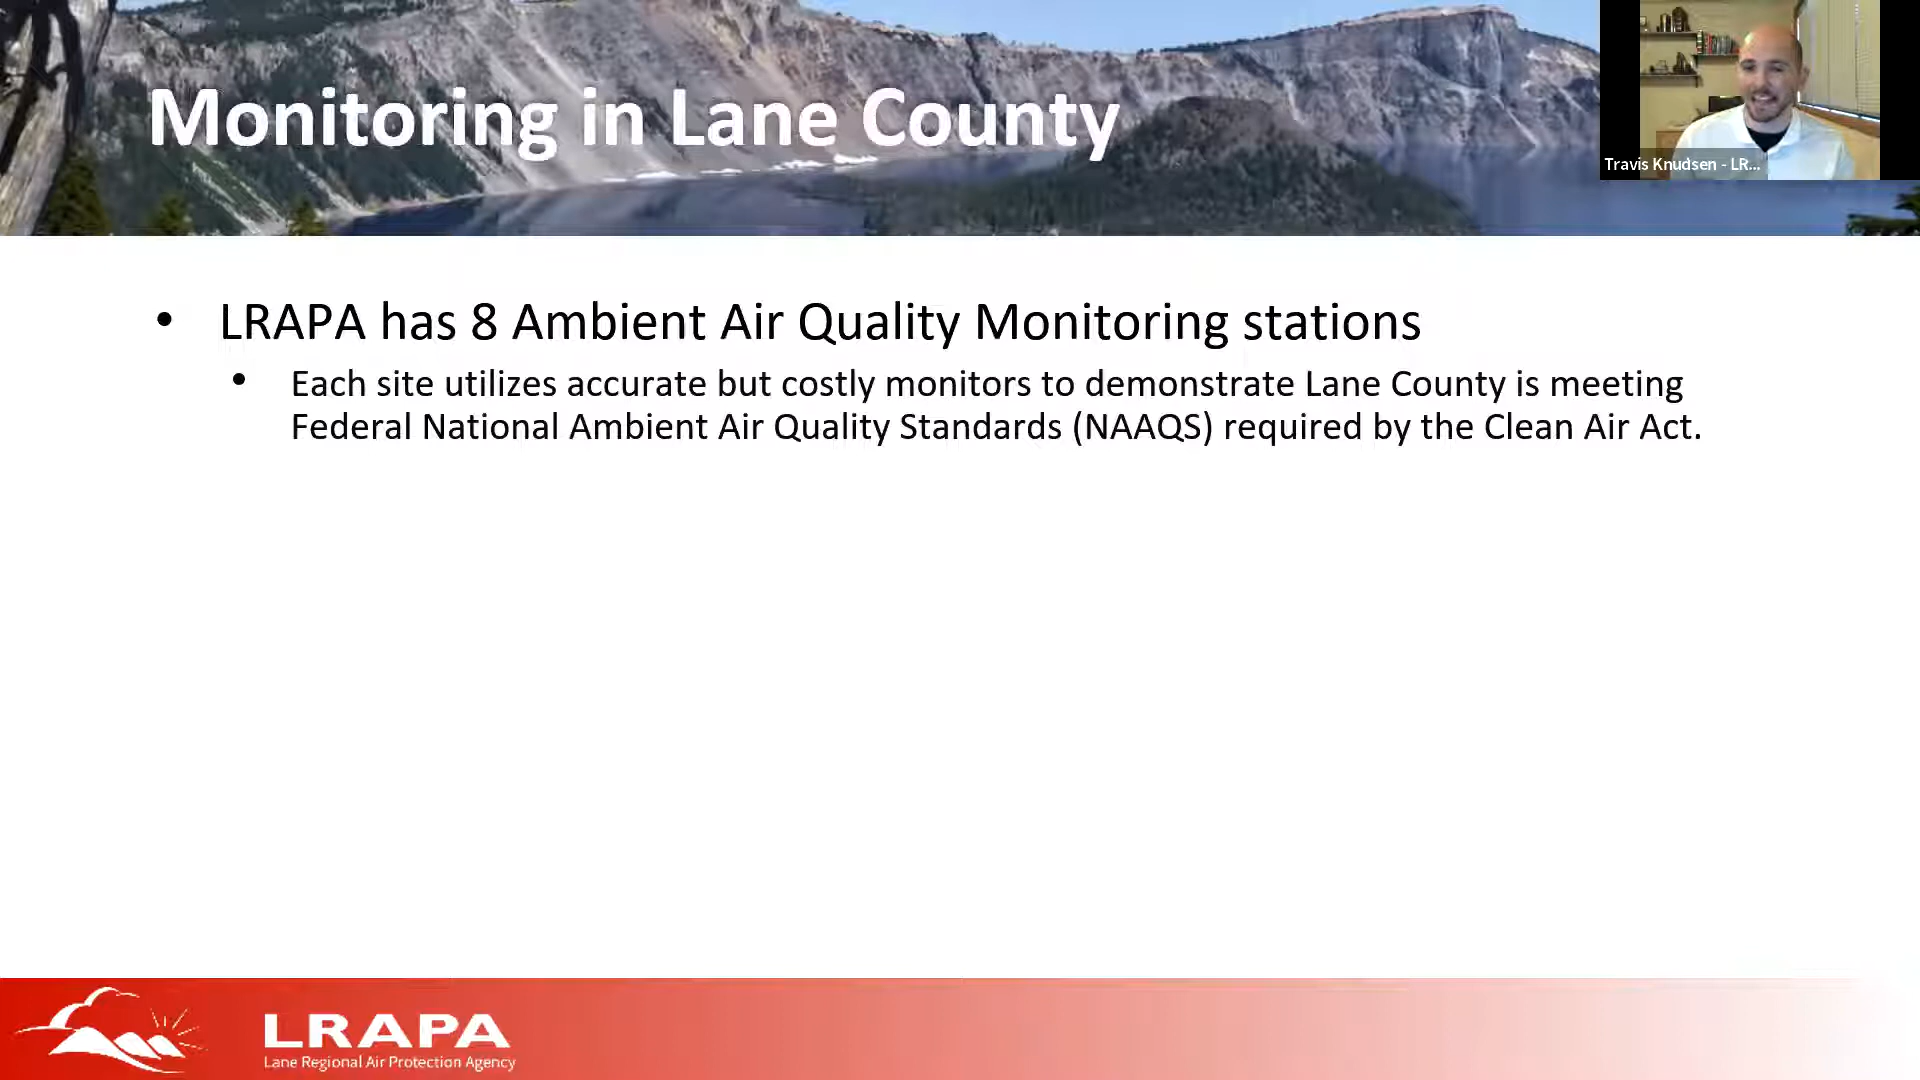 Monitoring in Lane County
Travis Knudsen - LR...
• LRAPA has 8 Ambient Air Quality Monitoring stations
• Each site utilizes accurate but costly monitors to demonstrate Lane County is meeting
Federal National Ambient Air Quality Standards (NAAQS) required by the Clean Air Act.
LRAPA
Lane Regional Air Protection Agency